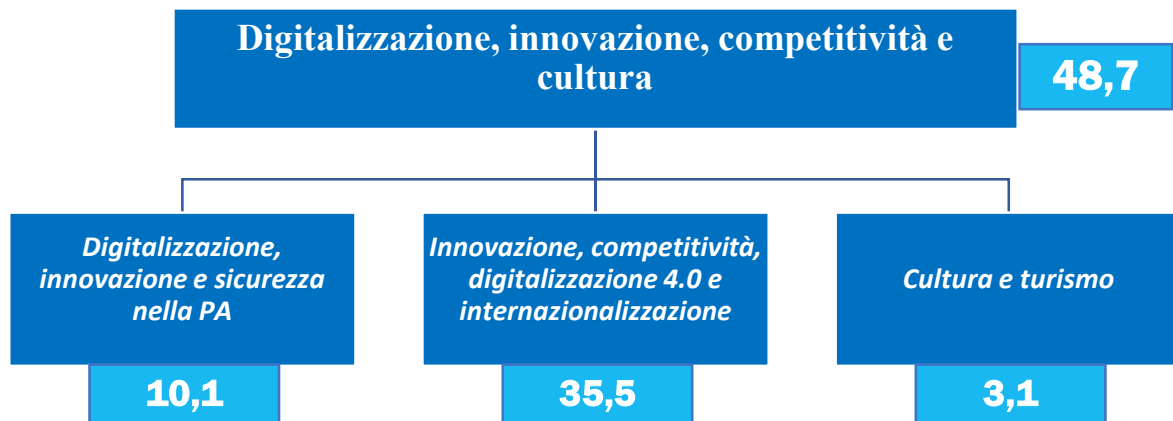 Digitalizzazione, innovazione, competitività e
cultura
48,7
Digitalizzazione,
innovazione e sicurezza
nella PA
10,1
Innovazione, competitività,
digitalizzazione 4.0 e
internazionalizzazione
35,5
Cultura e turismo
3,1